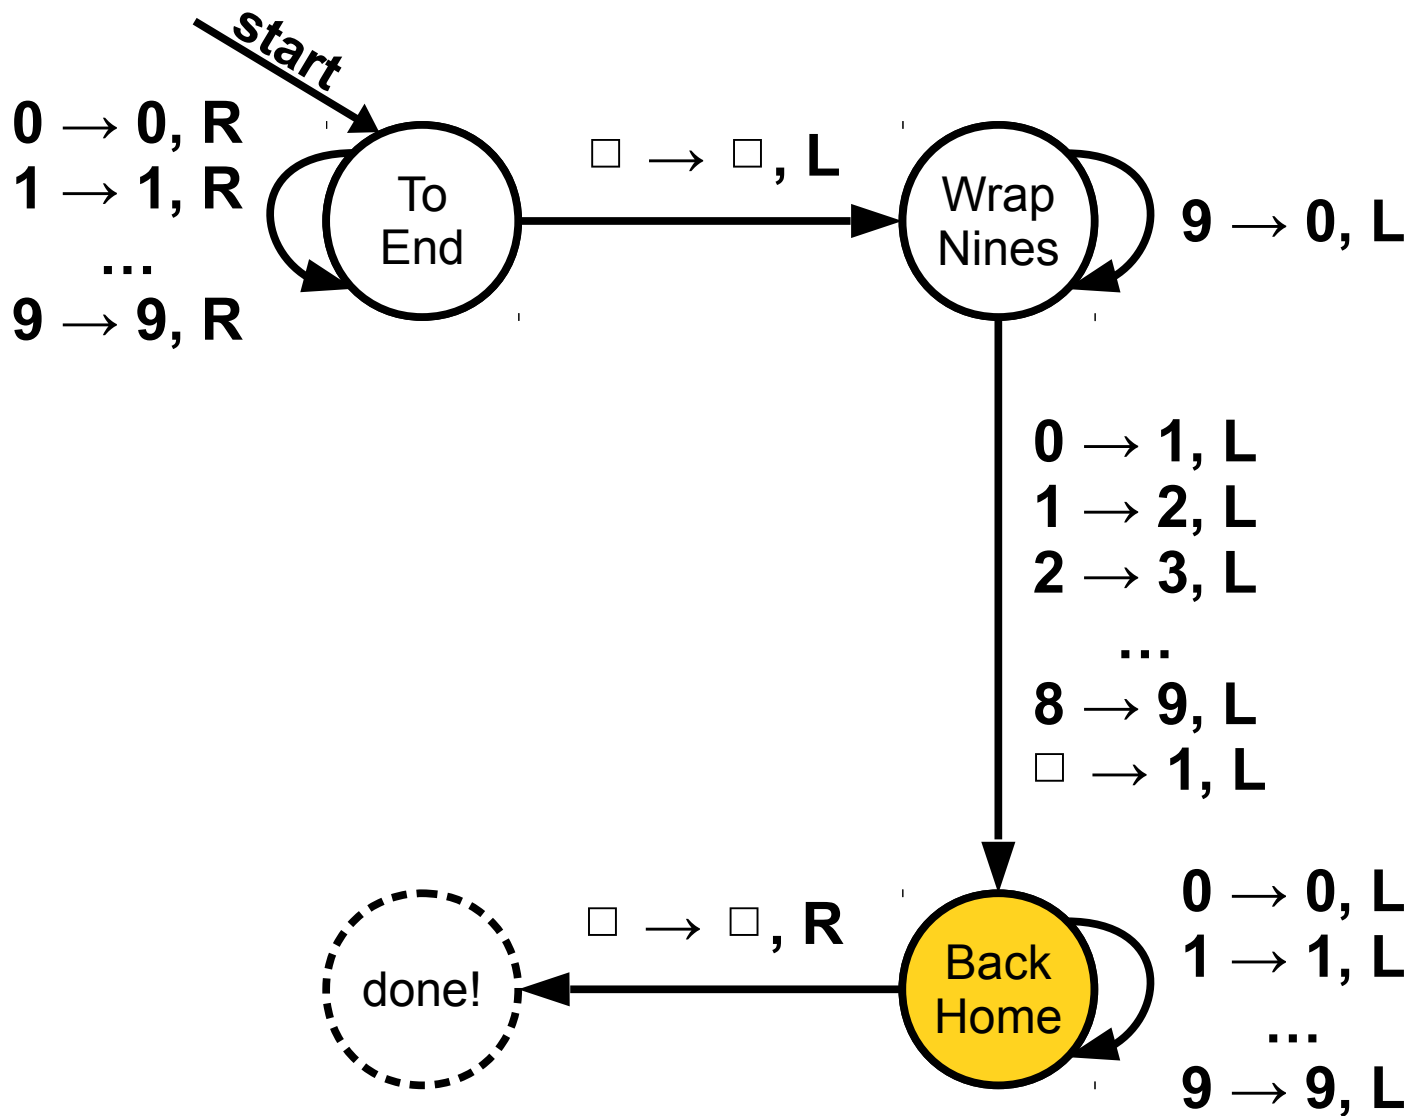 start
0 → 0, R
1 → 1, R
…
9 → 9, R
To
End
□ → □, L
Wrap
Nines
9 → 0, L
0 → 1, L
1 → 2, L
2 → 3, L
…
8 → 9, L
□ → 1, L
done!
□ → □, R
Back
Home
0 → 0, L
1 → 1, L
…
9 → 9, L